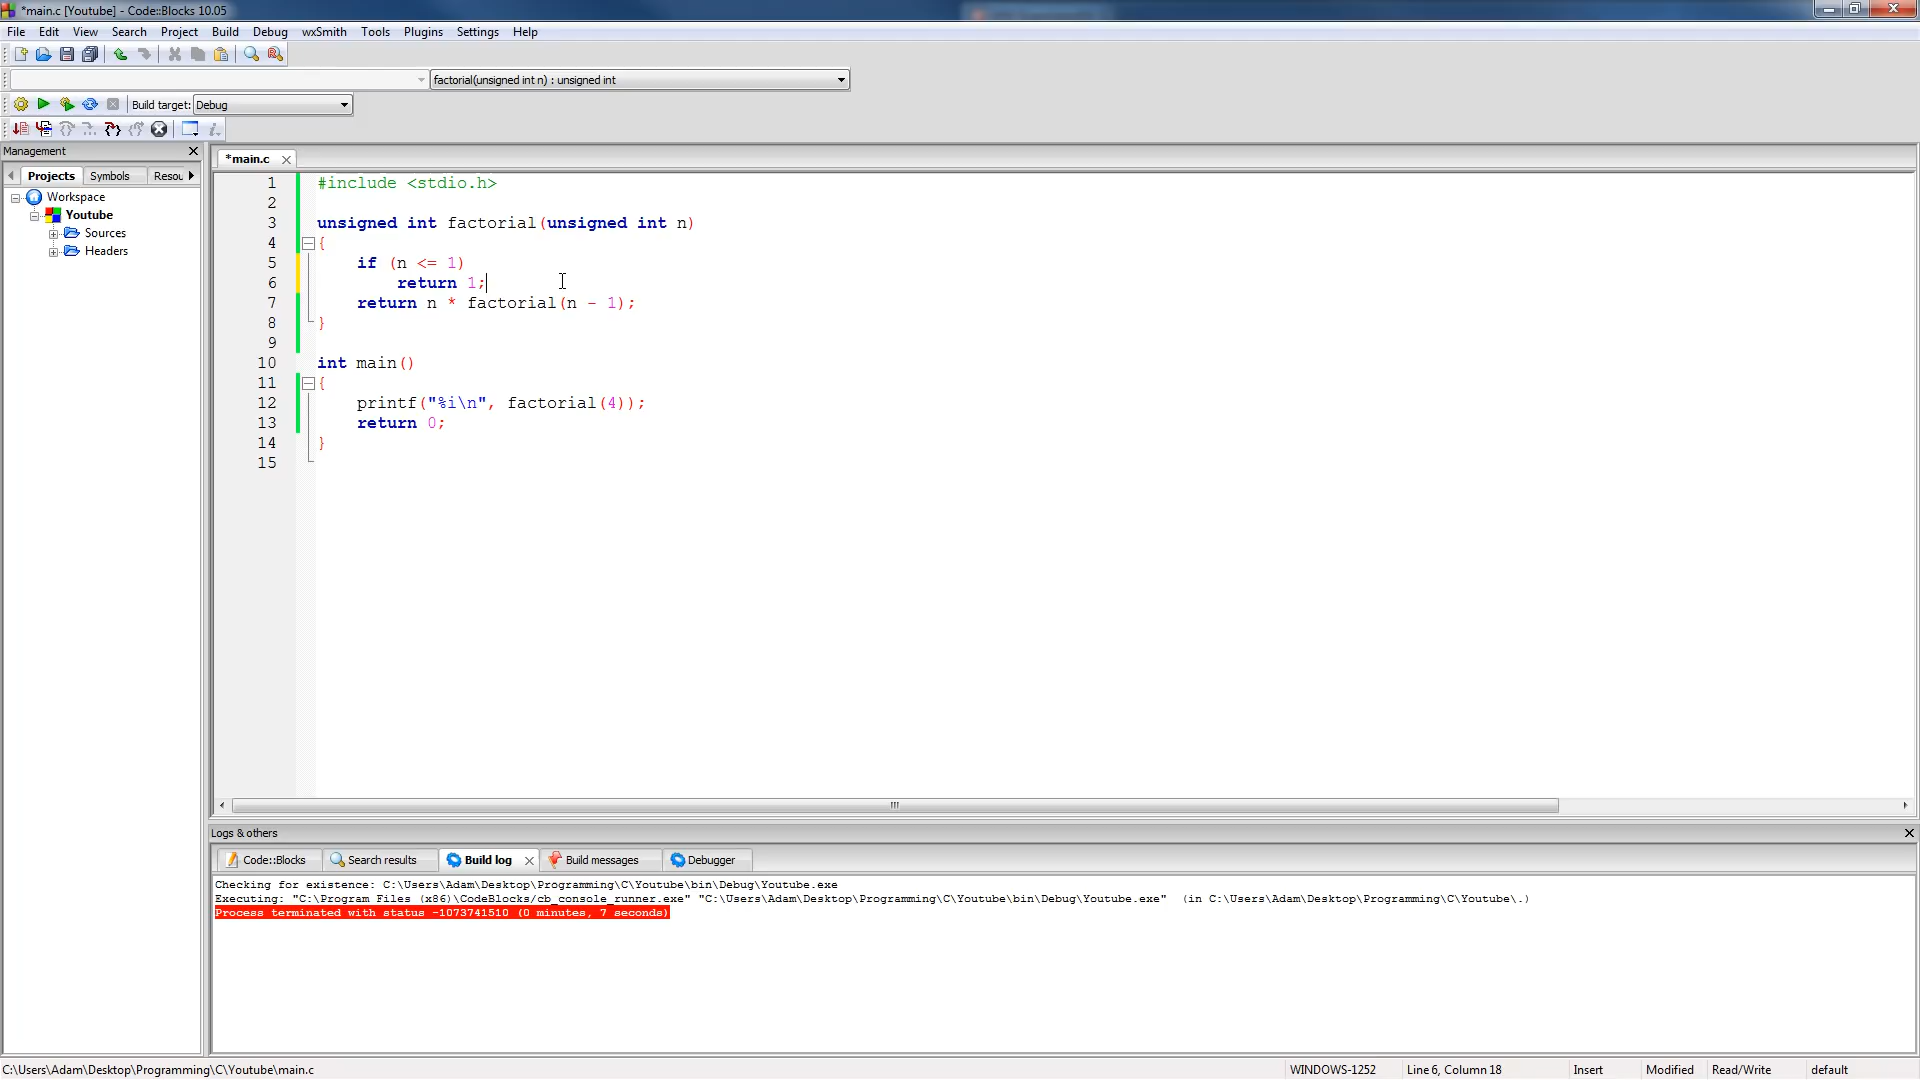 *main.c [Youtube] - Code::Blocks 10.05
File Edit View Search Project Build Debug wxSmith Tools Plugins Settings Help
factorial(unsigned int n) : unsigned int
Build target: Debug
Management
Projects Symbols Resou
Workspace
Youtube
Sources
Headers
*main.c
1 #include <stdio.h>
2
3 unsigned int factorial(unsigned int n)
4 {
5 if (n <= 1)
6 return 1;
7 return n * factorial(n - 1);
8 }
9
10 int main()
11 {
12 printf("%i\n", factorial(4));
13 return 0;
14 }
15
Logs & others
Code::Blocks Search results Build log Build messages Debugger
Checking for existence: C:\Users\Adam\Desktop\Programming\C\Youtube\bin\Debug\Youtube.exe
Executing: "C:\Program Files (x86)\CodeBlocks/cb_console_runner.exe" "C:\Users\Adam\Desktop\Programming\C\Youtube\bin\Debug\Youtube.exe" (in C:\Users\Adam\Desktop\Programming\C\Youtube\.)
Process terminated with status -1073741510 (0 minutes, 7 seconds)
C:\Users\Adam\Desktop\Programming\C\Youtube\main.c WINDOWS-1252 Line 6, Column 18 Insert Modified Read/Write default